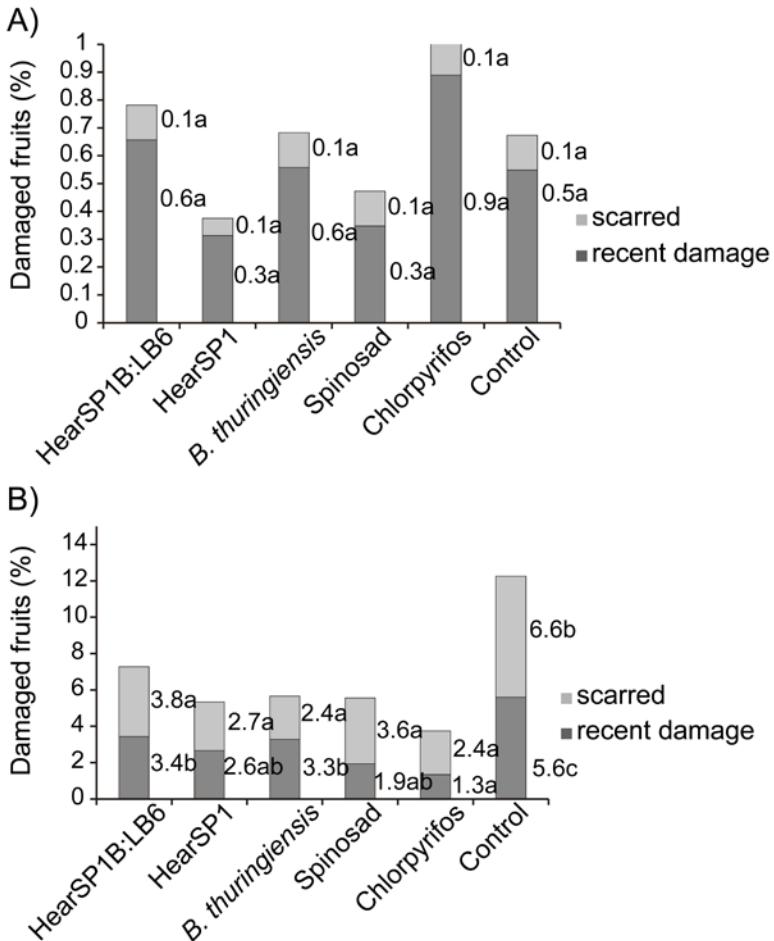 A)
Damaged fruits (%)
1
0.9
0.8
0.7
0.6
0.5
0.4
0.3
0.2
0.1
0
0.1a
0.6a
0.1a
0.3a
0.1a
0.6a
0.1a
0.3a
0.1a
0.9a
0.1a
0.5a
scarred
recent damage
HearSP1B:LB6
HearSP1
B. thuringiensis
Spinosad
Chlorpyrifos
Control
B)
Damaged fruits (%)
14
12
10
8
6
4
2
0
3.8a
3.4b
2.7a
2.6ab
2.4a
3.3b
3.6a
1.9ab
2.4a
1.3a
6.6b
5.6c
scarred
recent damage
HearSP1B:LB6
HearSP1
B. thuringiensis
Spinosad
Chlorpyrifos
Control